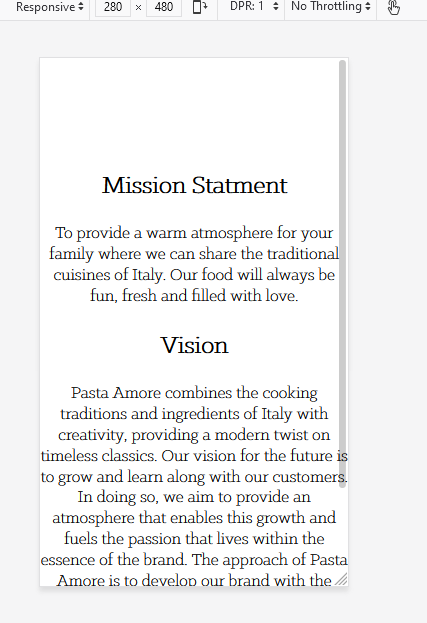 Responsive 280 × 480 DPR: 1 No Throttling
Mission Statment
To provide a warm atmosphere for your
family where we can share the traditional
cuisines of Italy. Our food will always be
fun, fresh and filled with love.
Vision
Pasta Amore combines the cooking
traditions and ingredients of Italy with
creativity, providing a modern twist on
timeless classics. Our vision for the future is
to grow and learn along with our customers.
In doing so, we aim to provide an
atmosphere that enables this growth and
fuels the passion that lives within the
essence of the brand. The approach of Pasta
Amore is to develop our brand with the